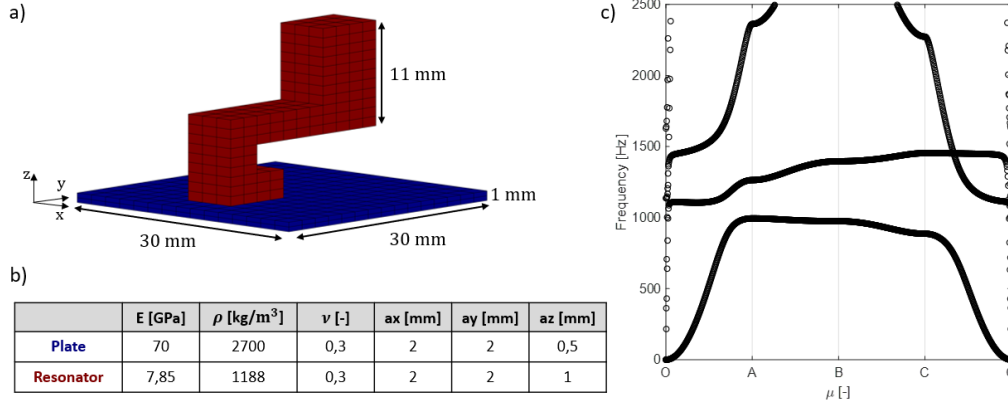 a)
11 mm
z
y
x
1 mm
30 mm
30 mm
b)
E [GPa] ρ [kg/m³] ν [-] ax [mm] ay [mm] az [mm]
Plate 70 2700 0,3 2 2 0,5
Resonator 7,85 1188 0,3 2 2 1
c)
2500
2000
1500
1000
500
0
Frequency [Hz]
O A B C
μ [-]